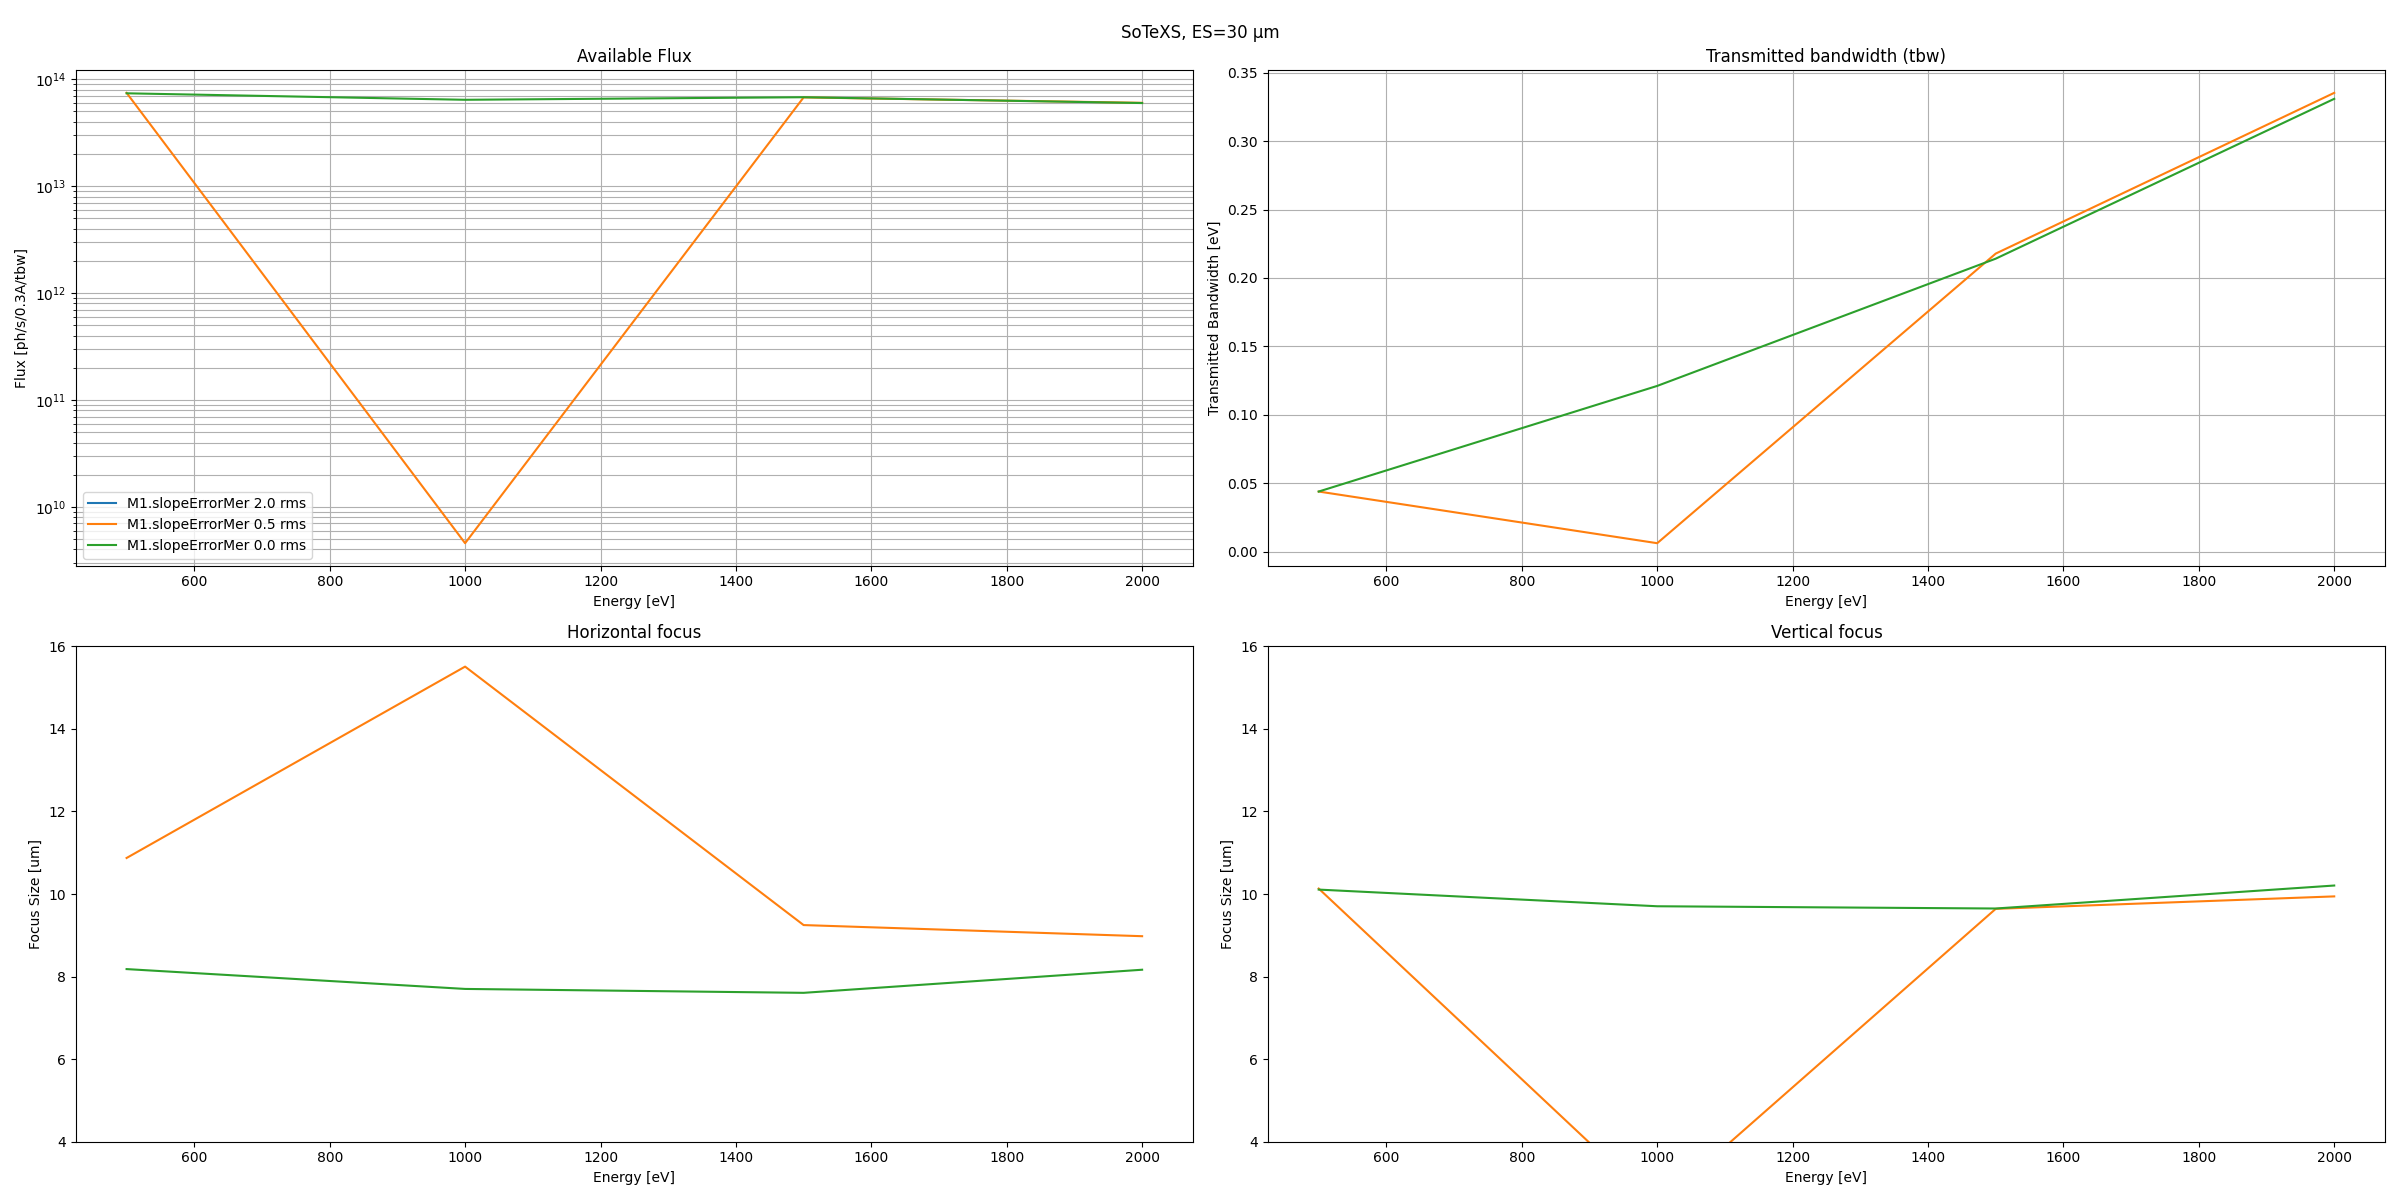 SoTeXS, ES=30 μm
Available Flux
10^14
10^13
10^12
10^11
10^10
Flux [ph/s/0.3A/tbw]
M1.slopeErrorMer 2.0 rms
M1.slopeErrorMer 0.5 rms
M1.slopeErrorMer 0.0 rms
600 800 1000 1200 1400 1600 1800 2000
Energy [eV]
Transmitted bandwidth (tbw)
0.35
0.30
0.25
0.20
0.15
0.10
0.05
0.00
Transmitted Bandwidth [eV]
600 800 1000 1200 1400 1600 1800 2000
Energy [eV]
Horizontal focus
16
14
12
10
8
6
4
Focus Size [um]
600 800 1000 1200 1400 1600 1800 2000
Energy [eV]
Vertical focus
16
14
12
10
8
6
4
Focus Size [um]
600 800 1000 1200 1400 1600 1800 2000
Energy [eV]